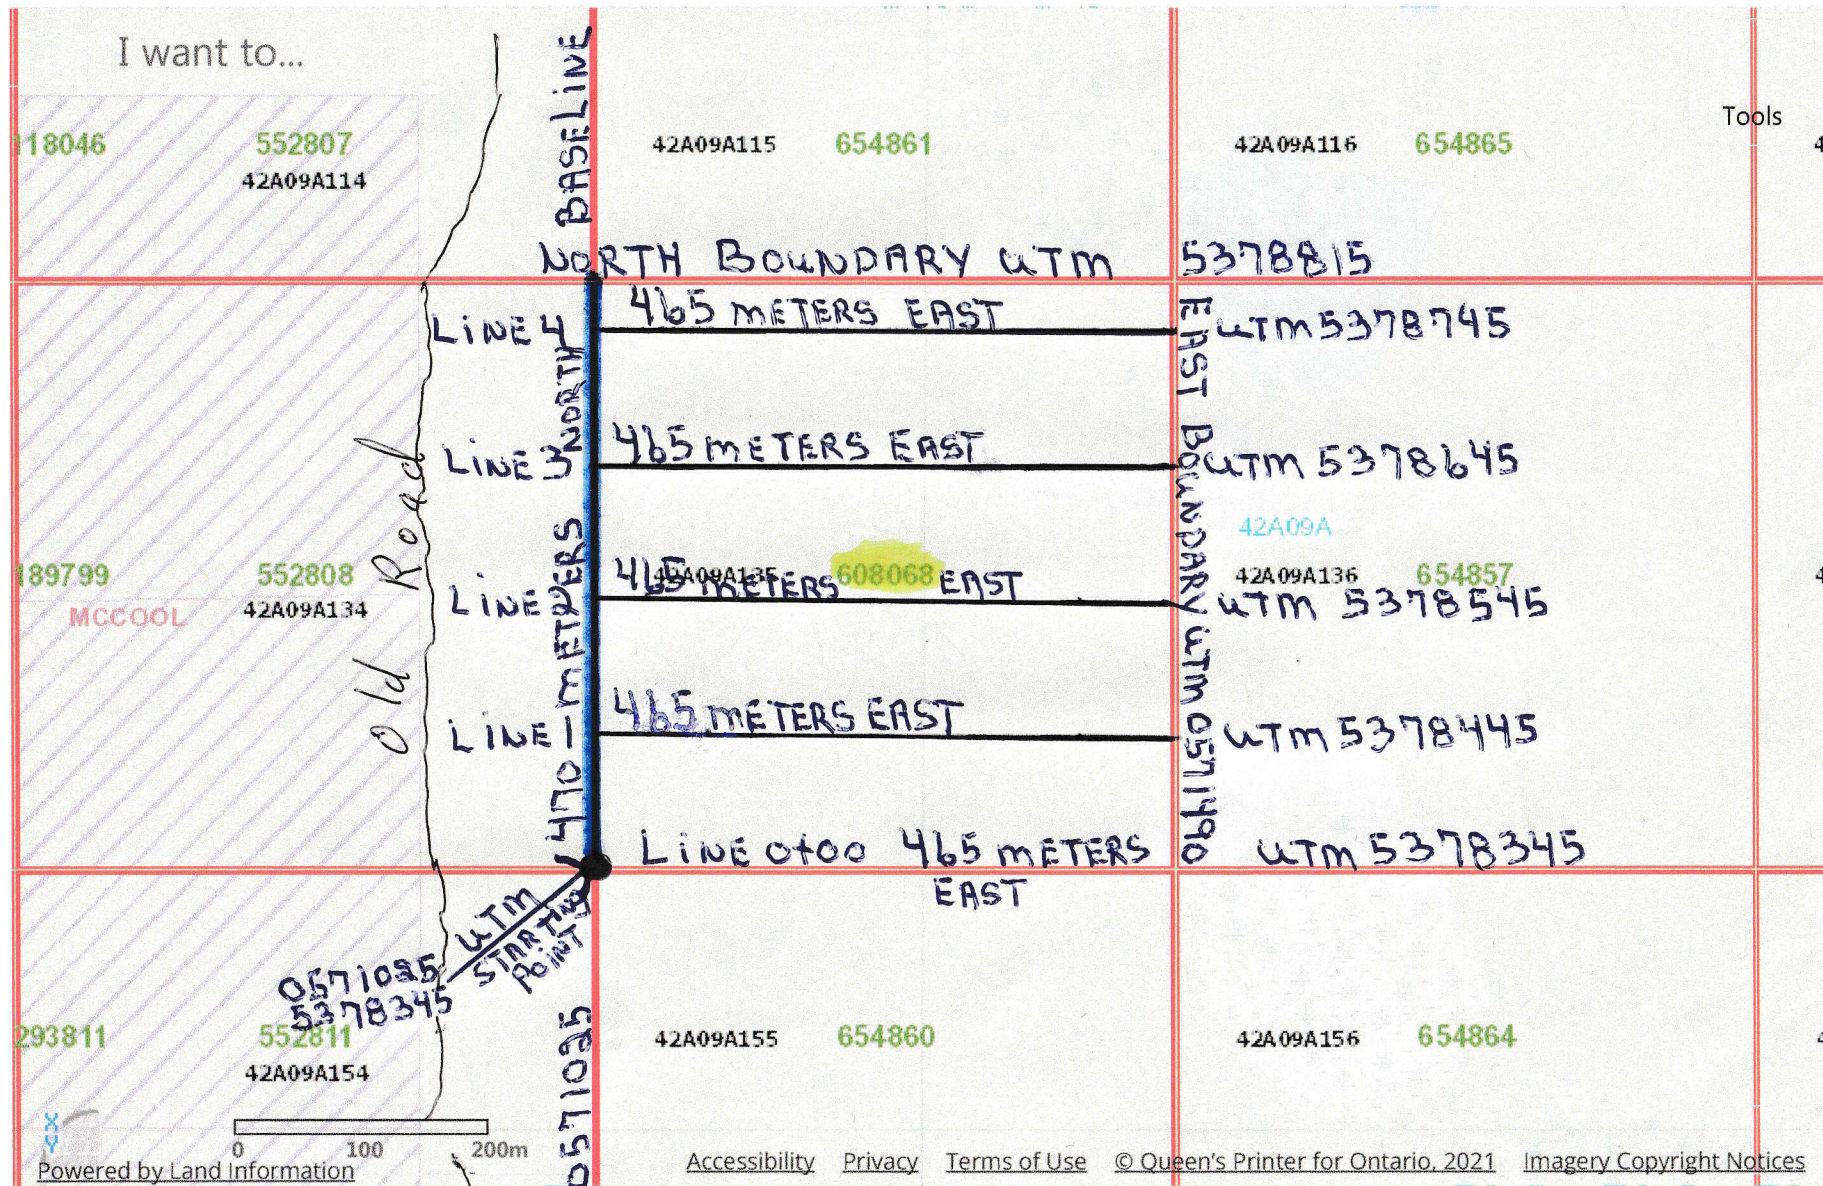 I want to...
Tools
BASELINE
118046
552807
42A09A114
42A09A115
654861
42A09A116
654865
NORTH BOUNDARY UTM 5378815
LINE 4
465 METERS EAST
UTM 5378745
LINE 3
465 METERS EAST
UTM 5378645
470 METERS NORTH
EAST BOUNDARY UTM 0571490
Old Road
42A09A
189799
552808
MCCOOL
42A09A134
LINE 2
42A09A135
608068
465 METERS EAST
42A09A136
654857
UTM 5378545
LINE 1
465 METERS EAST
UTM 5378445
LINE 0+00 465 METERS
EAST
UTM 5378345
UTM
STARTING
POINT
0571025
5378345
0571025
293811
552811
42A09A154
42A09A155
654860
42A09A156
654864
X
Y
0 100 200m
Powered by Land Information
Accessibility Privacy Terms of Use © Queen's Printer for Ontario, 2021 Imagery Copyright Notices